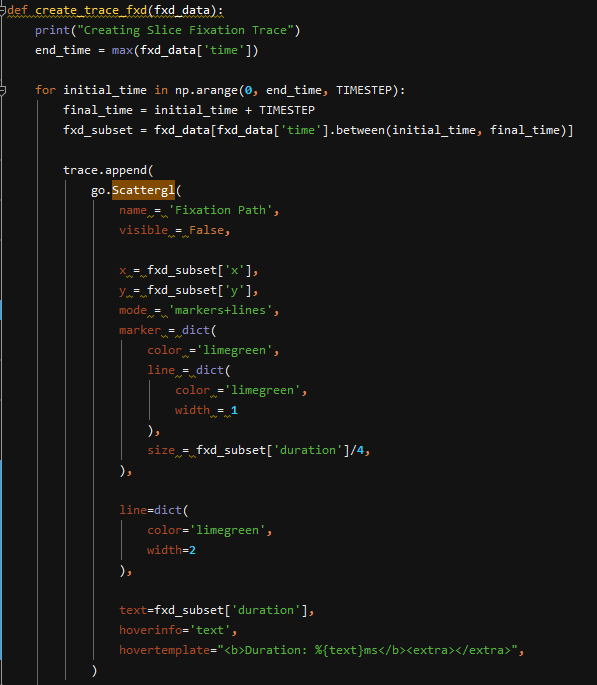 def create_trace_fxd(fxd_data):
    print("Creating Slice Fixation Trace")
    end_time = max(fxd_data['time'])

    for initial_time in np.arange(0, end_time, TIMESTEP):
        final_time = initial_time + TIMESTEP
        fxd_subset = fxd_data[fxd_data['time'].between(initial_time, final_time)]

        trace.append(
            go.Scattergl(
                name = 'Fixation Path',
                visible = False,

                x = fxd_subset['x'],
                y = fxd_subset['y'],
                mode = 'markers+lines',
                marker = dict(
                    color ='limegreen',
                    line = dict(
                        color ='limegreen',
                        width = 1
                    ),
                    size = fxd_subset['duration']/4,
                ),

                line=dict(
                    color='limegreen',
                    width=2
                ),

                text=fxd_subset['duration'],
                hoverinfo='text',
                hovertemplate="<b>Duration: %{text}ms</b><extra></extra>",
            )